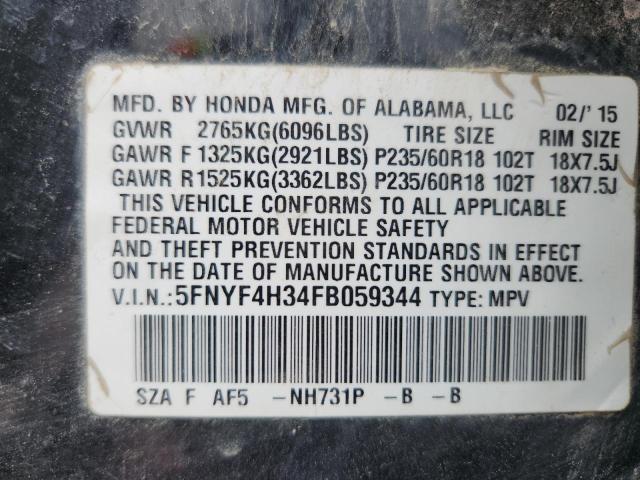 MFD. BY HONDA MFG. OF ALABAMA, LLC 02/'15
GVWR 2765KG(6096LBS) TIRE SIZE RIM SIZE
GAWR F 1325KG(2921LBS) P235/60R18 102T 18X7.5J
GAWR R 1525KG(3362LBS) P235/60R18 102T 18X7.5J
THIS VEHICLE CONFORMS TO ALL APPLICABLE
FEDERAL MOTOR VEHICLE SAFETY
AND THEFT PREVENTION STANDARDS IN EFFECT
ON THE DATE OF MANUFACTURE SHOWN ABOVE.
V.I.N.:5FNYF4H34FB059344 TYPE: MPV
SZA F AF5 -NH731P -B -B